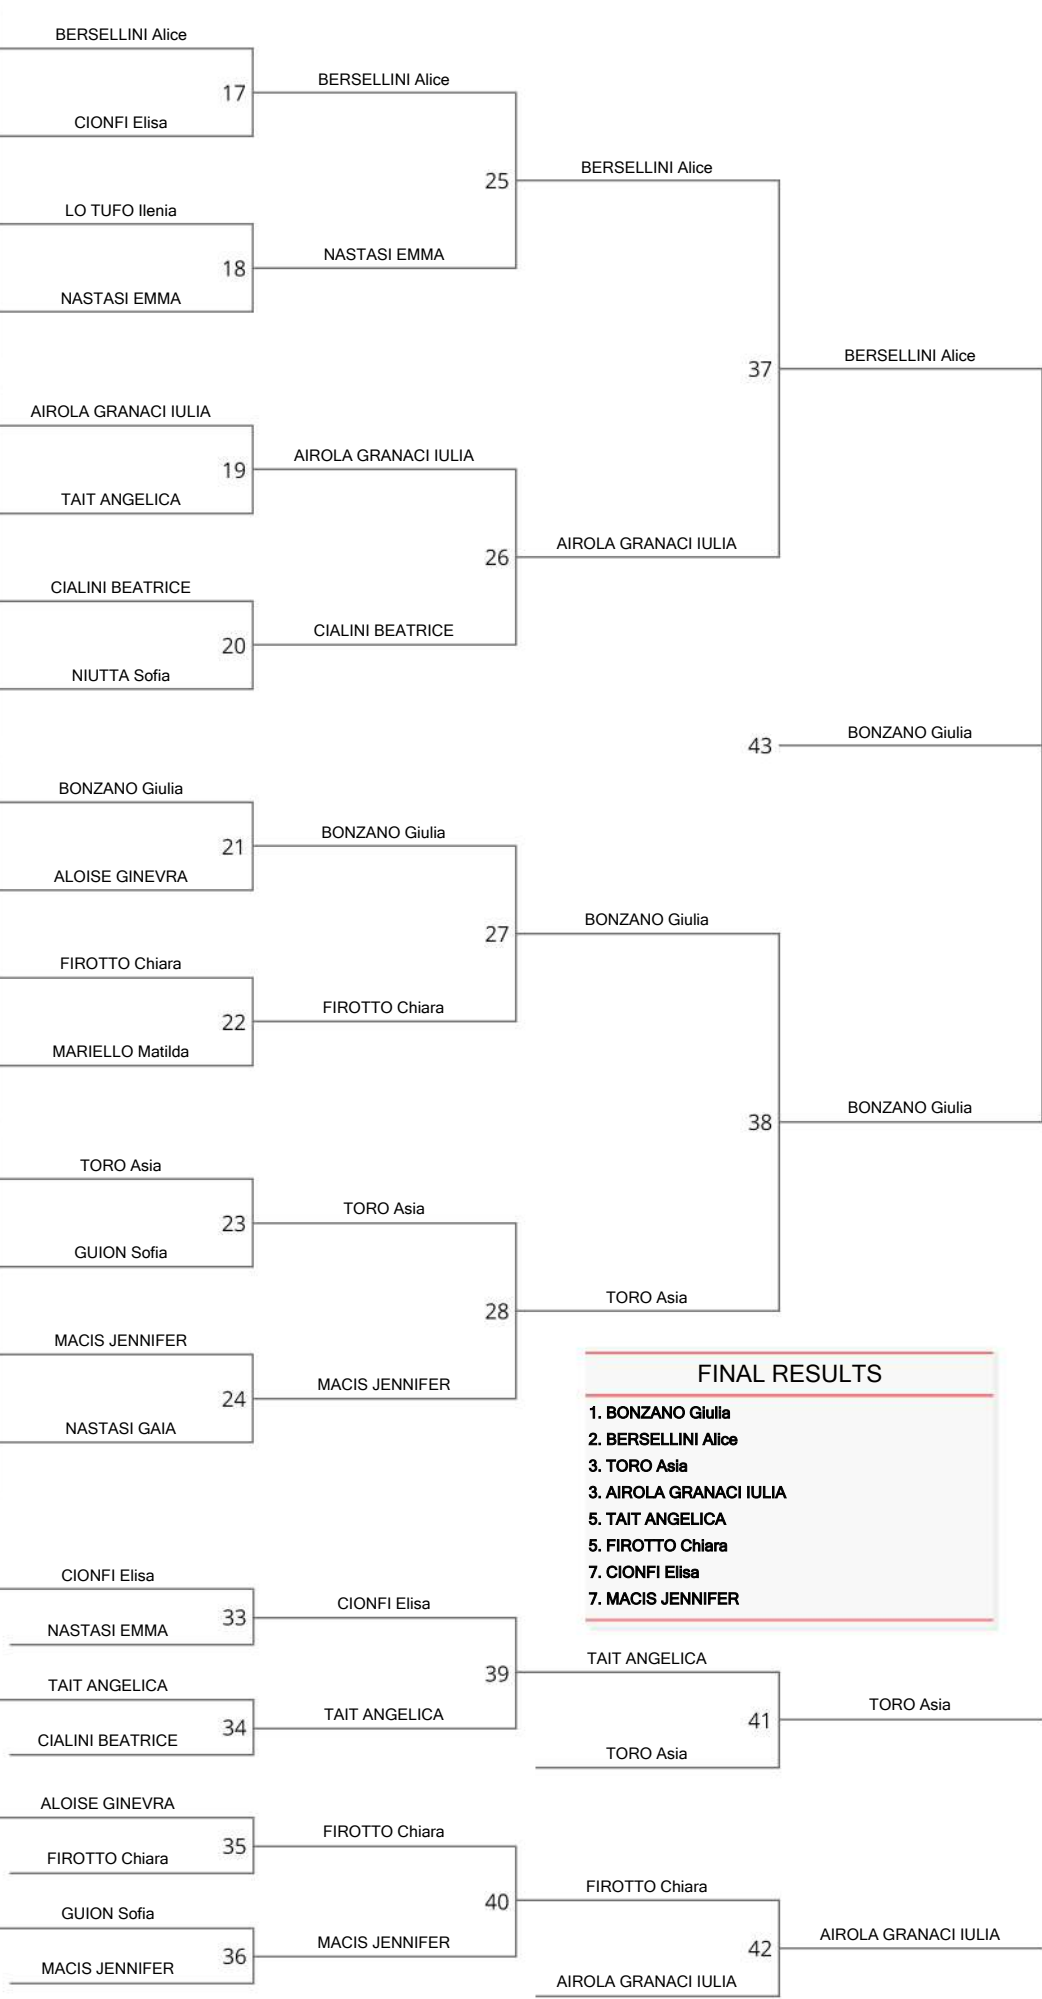 BERSELLINI Alice
17
BERSELLINI Alice
CIONFI Elisa
25
BERSELLINI Alice
LO TUFO Ilenia
18
NASTASI EMMA
NASTASI EMMA
37
BERSELLINI Alice
AIROLA GRANACI IULIA
19
AIROLA GRANACI IULIA
TAIT ANGELICA
26
AIROLA GRANACI IULIA
CIALINI BEATRICE
20
CIALINI BEATRICE
NIUTTA Sofia
43
BONZANO Giulia
BONZANO Giulia
21
BONZANO Giulia
ALOISE GINEVRA
27
BONZANO Giulia
FIROTTO Chiara
22
FIROTTO Chiara
MARIELLO Matilda
38
BONZANO Giulia
TORO Asia
23
TORO Asia
GUION Sofia
28
TORO Asia
MACIS JENNIFER
24
MACIS JENNIFER
NASTASI GAIA
FINAL RESULTS
1. BONZANO Giulia
2. BERSELLINI Alice
3. TORO Asia
3. AIROLA GRANACI IULIA
5. TAIT ANGELICA
5. FIROTTO Chiara
7. CIONFI Elisa
7. MACIS JENNIFER
CIONFI Elisa
33
CIONFI Elisa
NASTASI EMMA
39
TAIT ANGELICA
TAIT ANGELICA
34
TAIT ANGELICA
CIALINI BEATRICE
41
TORO Asia
TORO Asia
ALOISE GINEVRA
35
FIROTTO Chiara
FIROTTO Chiara
40
FIROTTO Chiara
GUION Sofia
36
MACIS JENNIFER
MACIS JENNIFER
42
AIROLA GRANACI IULIA
AIROLA GRANACI IULIA